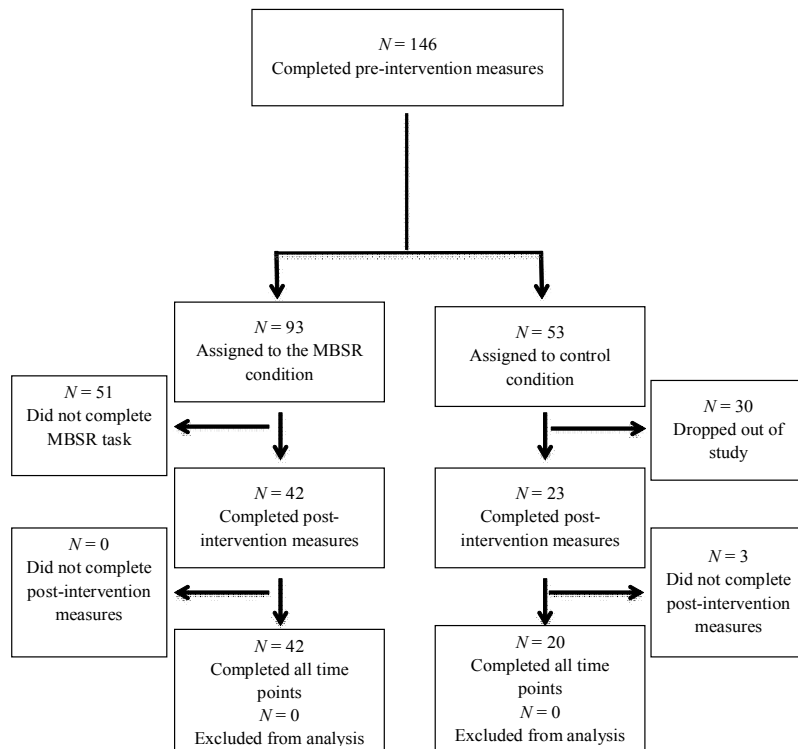 N = 146
Completed pre-intervention measures
N = 93
Assigned to the MBSR
condition
N = 53
Assigned to control
condition
N = 51
Did not complete
MBSR task
N = 30
Dropped out of
study
N = 42
Completed post-
intervention measures
N = 23
Completed post-
intervention measures
N = 0
Did not complete
post-intervention
measures
N = 3
Did not complete
post-intervention
measures
N = 42
Completed all time
points
N = 0
Excluded from analysis
N = 20
Completed all time
points
N = 0
Excluded from analysis